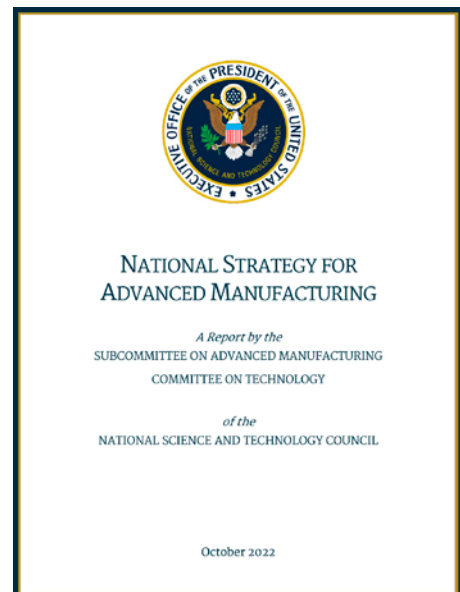 EXECUTIVE OFFICE OF THE PRESIDENT OF THE UNITED STATES
NATIONAL SCIENCE AND TECHNOLOGY COUNCIL
NATIONAL STRATEGY FOR
ADVANCED MANUFACTURING
A Report by the
SUBCOMMITTEE ON ADVANCED MANUFACTURING
COMMITTEE ON TECHNOLOGY
of the
NATIONAL SCIENCE AND TECHNOLOGY COUNCIL
October 2022